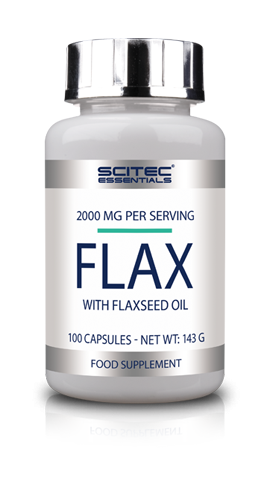 SCITEC®
ESSENTIALS
2000 MG PER SERVING
FLAX
WITH FLAXSEED OIL
100 CAPSULES - NET WT: 143 G
FOOD SUPPLEMENT